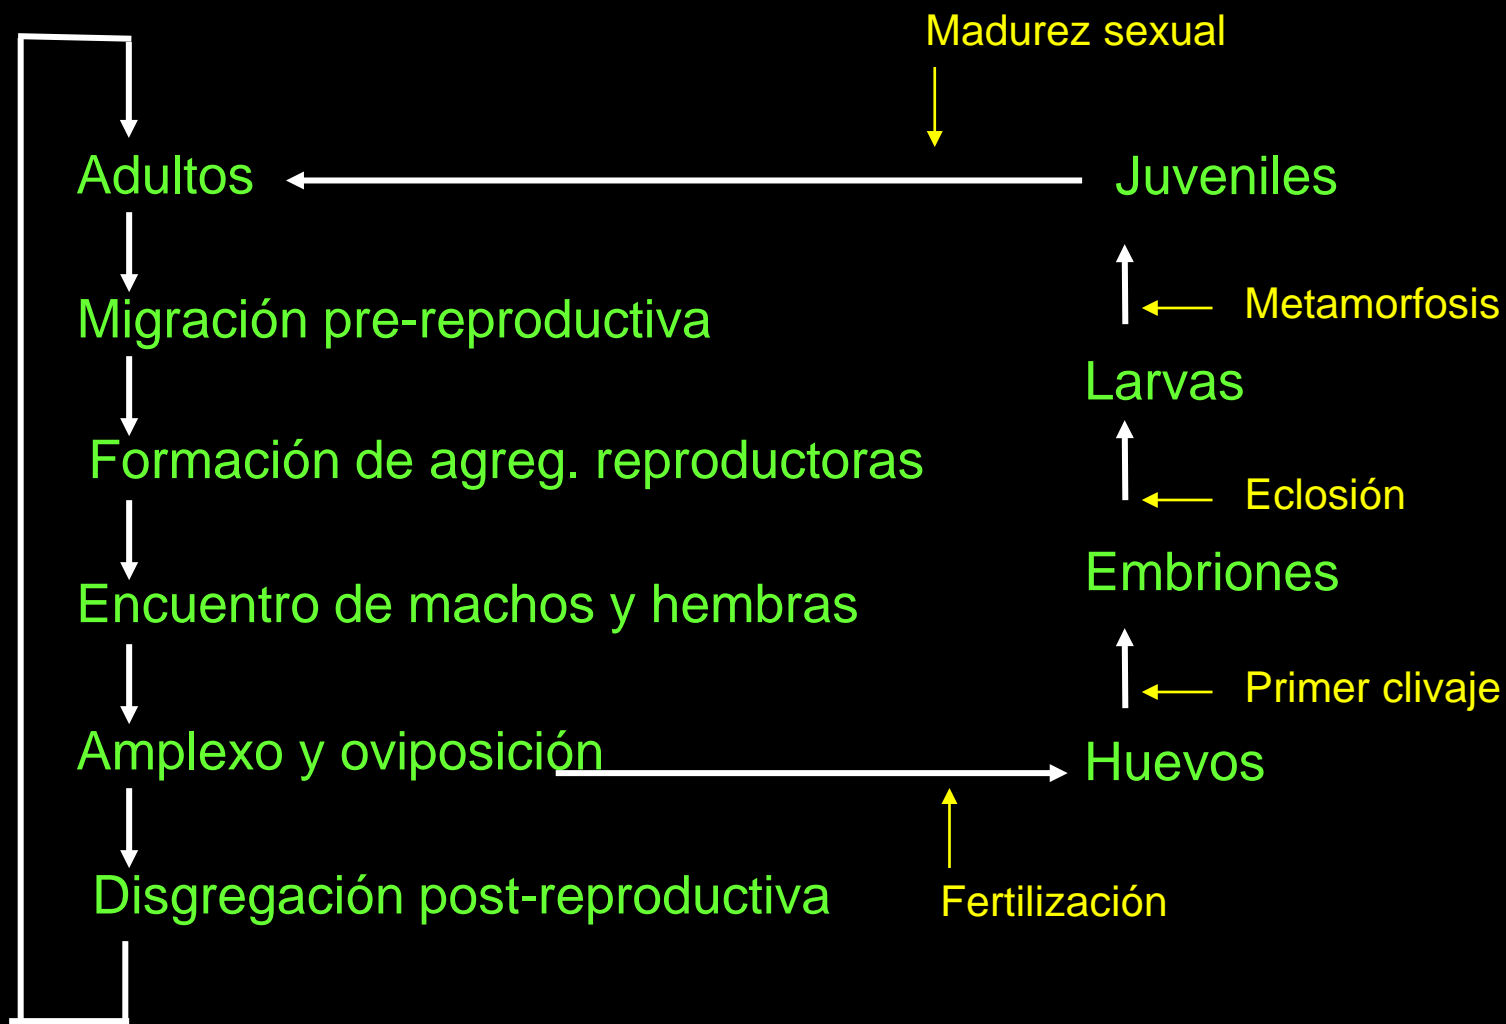 Madurez sexual
Adultos
Juveniles
Migración pre-reproductiva
Metamorfosis
Larvas
Formación de agreg. reproductoras
Eclosión
Embriones
Encuentro de machos y hembras
Primer clivaje
Amplexo y oviposición
Huevos
Disgregación post-reproductiva
Fertilización